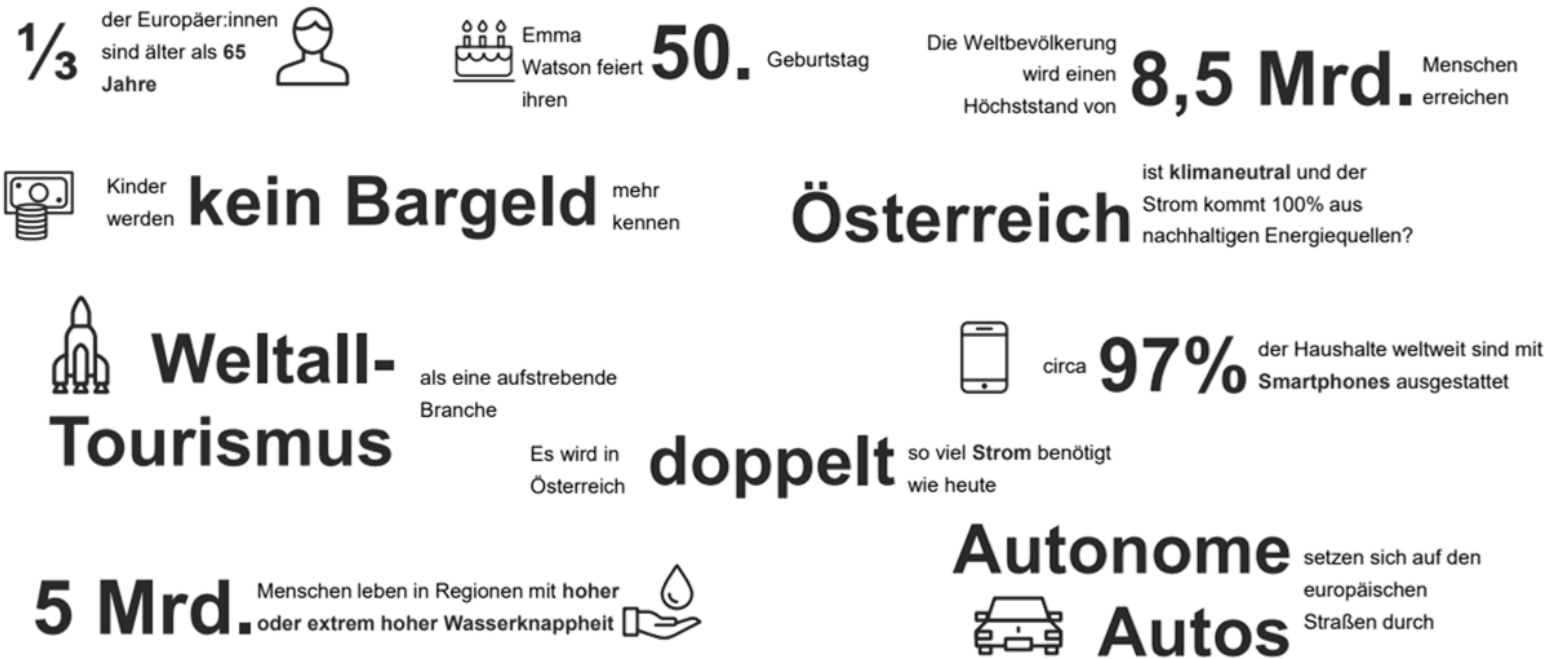 ⅓
der Europäer:innen
sind älter als 65
Jahre
Emma
Watson feiert
ihren
50.
Geburtstag
Die Weltbevölkerung
wird einen
Höchststand von
8,5 Mrd.
Menschen
erreichen
Kinder
werden
kein Bargeld
mehr
kennen
Österreich
ist klimaneutral und der
Strom kommt 100% aus
nachhaltigen Energiequellen?
Weltall-
Tourismus
als eine aufstrebende
Branche
circa
97%
der Haushalte weltweit sind mit
Smartphones ausgestattet
Es wird in
Österreich
doppelt
so viel Strom benötigt
wie heute
5 Mrd.
Menschen leben in Regionen mit hoher
oder extrem hoher Wasserknappheit
Autonome
Autos
setzen sich auf den
europäischen
Straßen durch